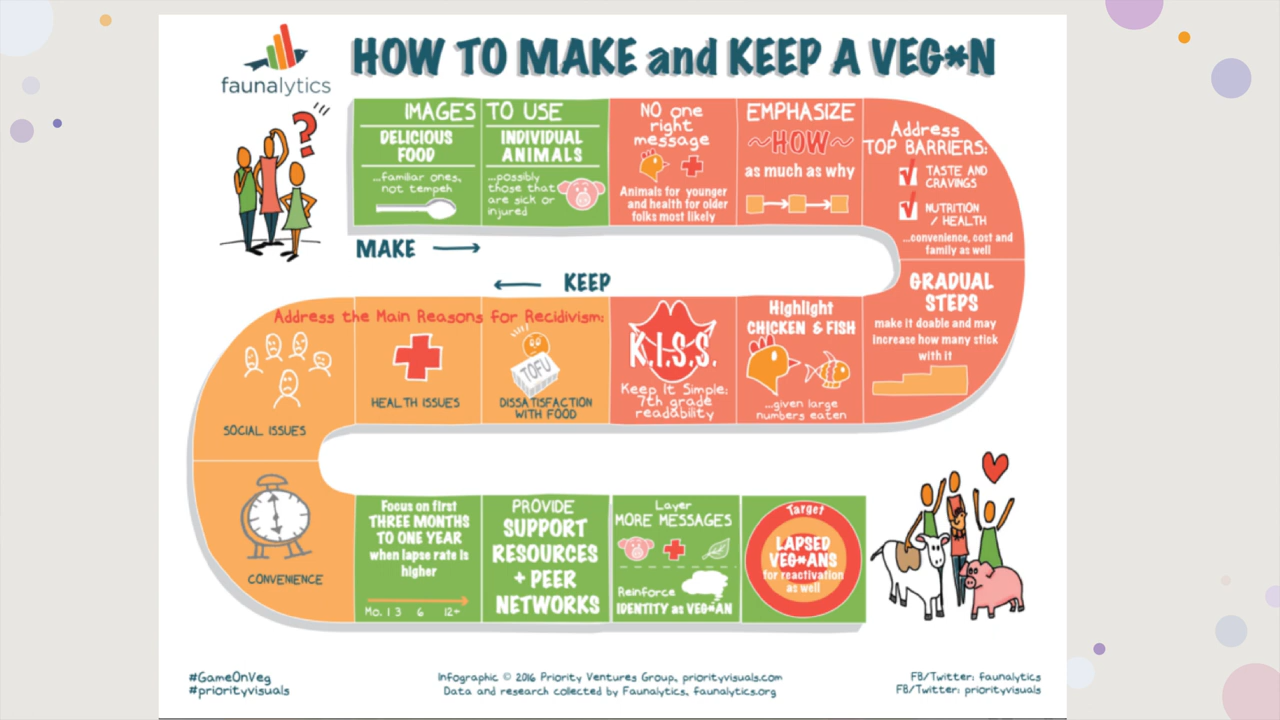 faunalytics
HOW TO MAKE and KEEP A VEG*N
IMAGES TO USE
DELICIOUS
FOOD
...familiar ones,
not tempeh
INDIVIDUAL
ANIMALS
...possibly
those that
are sick or
injured
NO one
right
message
Animals for younger
and health for older
folks most likely
EMPHASIZE
~HOW~
as much as why
Address
TOP BARRIERS:
TASTE AND
CRAVINGS
NUTRITION
/ HEALTH
...convenience, cost and
family as well
?
MAKE
KEEP
GRADUAL
STEPS
make it doable and may
increase how many stick
with it
Highlight
CHICKEN & FISH
...given large
numbers eaten
K.I.S.S.
Keep It Simple:
7th grade
readability
Address the Main Reasons for Recidivism:
TOFU
DISSATISFACTION
WITH FOOD
HEALTH ISSUES
SOCIAL ISSUES
CONVENIENCE
Focus on first
THREE MONTHS
TO ONE YEAR
when lapse rate is
higher
Mo. 1 3 6 12+
PROVIDE
SUPPORT
RESOURCES
+ PEER
NETWORKS
Layer
MORE MESSAGES
Reinforce
IDENTITY as VEG*AN
Target
LAPSED
VEG*ANS
for reactivation
as well
#GameOnVeg
#priorityvisuals
Infographic © 2016 Priority Ventures Group, priorityvisuals.com
Data and research collected by Faunalytics, faunalytics.org
FB/Twitter: faunalytics
FB/Twitter: priorityvisuals